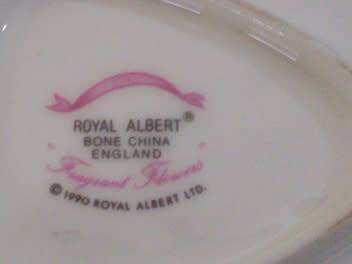 ROYAL ALBERT®
BONE CHINA
ENGLAND
"Fragrant Flowers"
©1990 ROYAL ALBERT LTD.